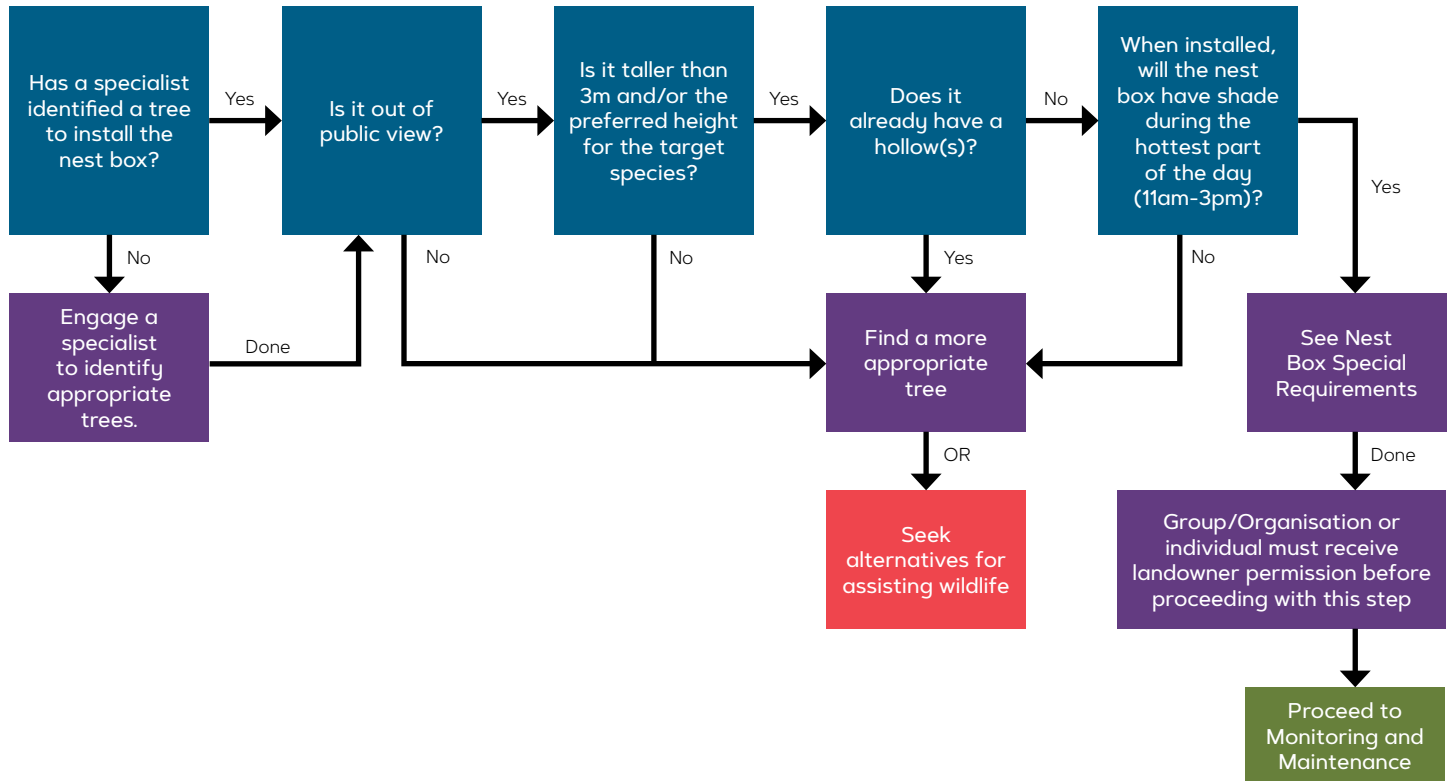 Has a specialist
identified a tree
to install the
nest box?
Yes
Is it out of
public view?
Yes
Is it taller than
3m and/or the
preferred height
for the target
species?
Yes
Does it
already have a
hollow(s)?
No
When installed,
will the nest
box have shade
during the
hottest part
of the day
(11am-3pm)?
Yes
No
No
No
Yes
No
Engage a
specialist
to identify
appropriate
trees.
Done
Find a more
appropriate
tree
See Nest
Box Special
Requirements
OR
Done
Seek
alternatives for
assisting wildlife
Group/Organisation or
individual must receive
landowner permission before
proceeding with this step
Proceed to
Monitoring and
Maintenance